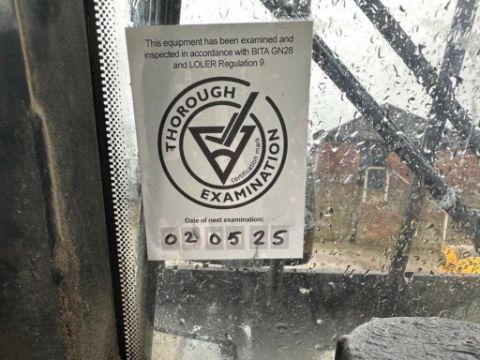 This equipment has been examined and
inspected in accordance with BITA GN28
and LOLER Regulation 9.
THOROUGH
EXAMINATION
certification mark
Date of next examination:
02 05 25